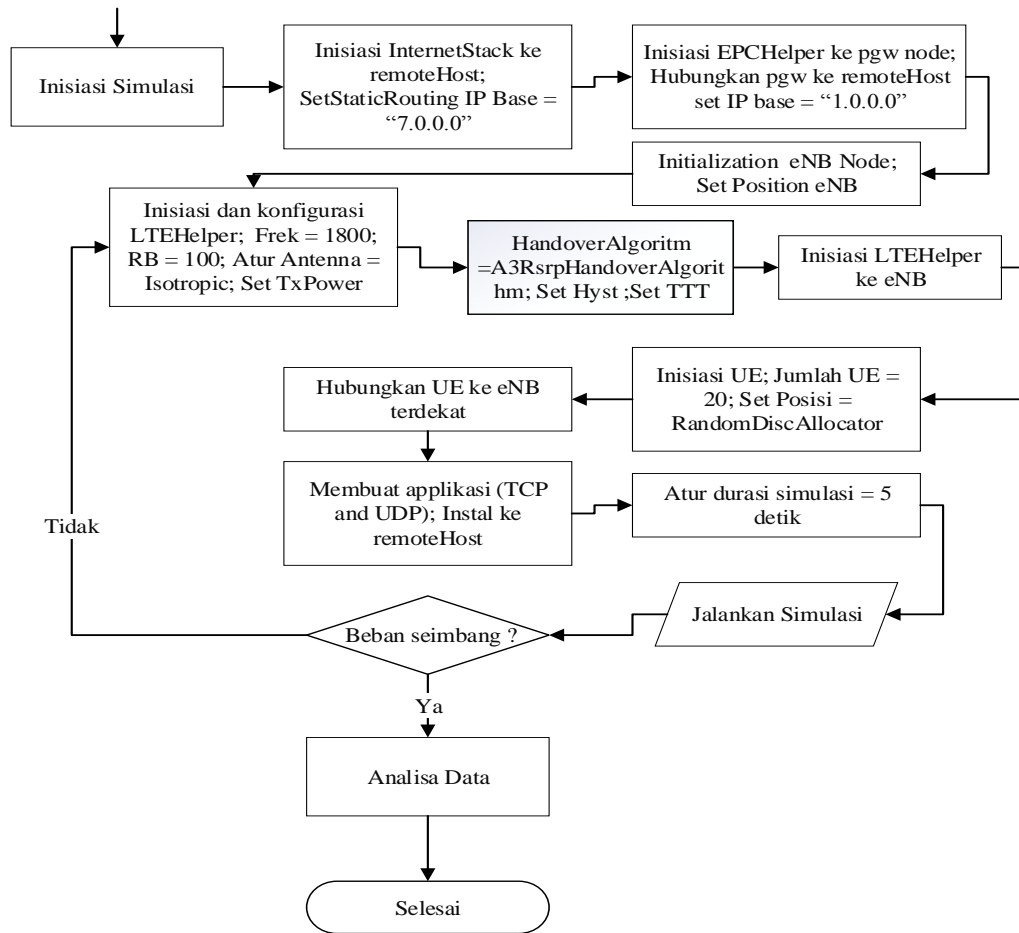 Inisiasi Simulasi
Inisiasi InternetStack ke
remoteHost;
SetStaticRouting IP Base =
“7.0.0.0”
Inisiasi EPCHelper ke pgw node;
Hubungkan pgw ke remoteHost
set IP base = “1.0.0.0”
Initialization eNB Node;
Set Position eNB
Inisiasi dan konfigurasi
LTEHelper; Frek = 1800;
RB = 100; Atur Antenna =
Isotropic; Set TxPower
HandoverAlgoritm
=A3RsrpHandoverAlgorit
hm; Set Hyst ;Set TTT
Inisiasi LTEHelper
ke eNB
Inisiasi UE; Jumlah UE =
20; Set Posisi =
RandomDiscAllocator
Hubungkan UE ke eNB
terdekat
Membuat applikasi (TCP
and UDP); Instal ke
remoteHost
Atur durasi simulasi = 5
detik
Jalankan Simulasi
Beban seimbang ?
Tidak
Ya
Analisa Data
Selesai